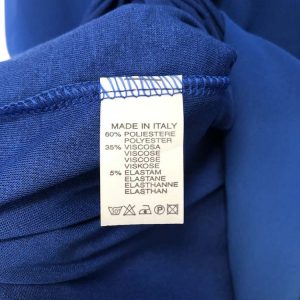 MADE IN ITALY
60% POLIESTERE
POLYESTER
35% VISCOSA
VISCOSE
VISCOSE
VISKOSE
5% ELASTAM
ELASTANE
ELASTHANNE
ELASTHAN